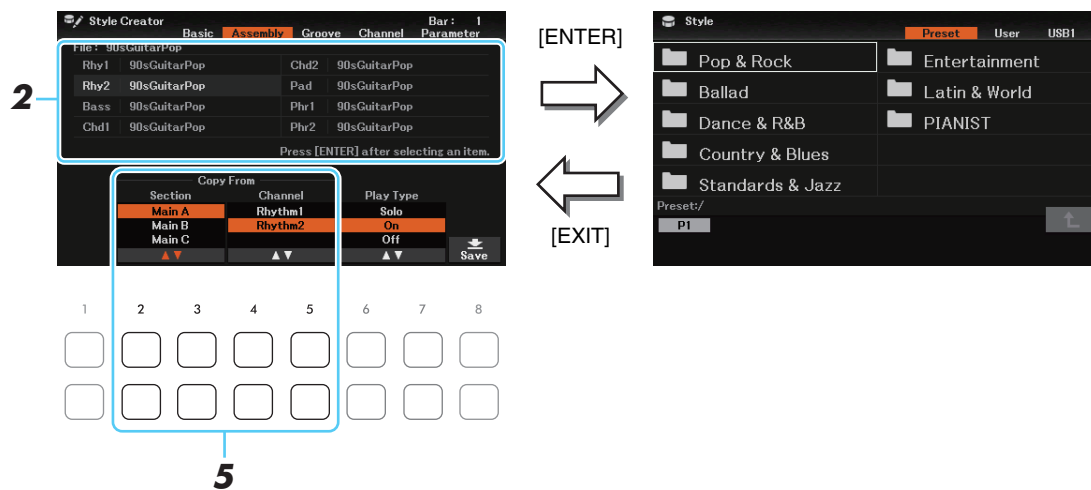 Style Creator
Bar: 1
Basic Assembly Groove Channel Parameter
File: 90sGuitarPop
Rhy1 90sGuitarPop Chd2 90sGuitarPop
Rhy2 90sGuitarPop Pad 90sGuitarPop
Bass 90sGuitarPop Phr1 90sGuitarPop
Chd1 90sGuitarPop Phr2 90sGuitarPop
Press [ENTER] after selecting an item.
2
Copy From
Section Channel Play Type
Main A Rhythm1 Solo
Main B Rhythm2 On
Main C Off
Save
1 2 3 4 5 6 7 8
5
[ENTER]
[EXIT]
Style
Preset User USB1
Pop & Rock Entertainment
Ballad Latin & World
Dance & R&B PIANIST
Country & Blues
Standards & Jazz
Preset:/
P1